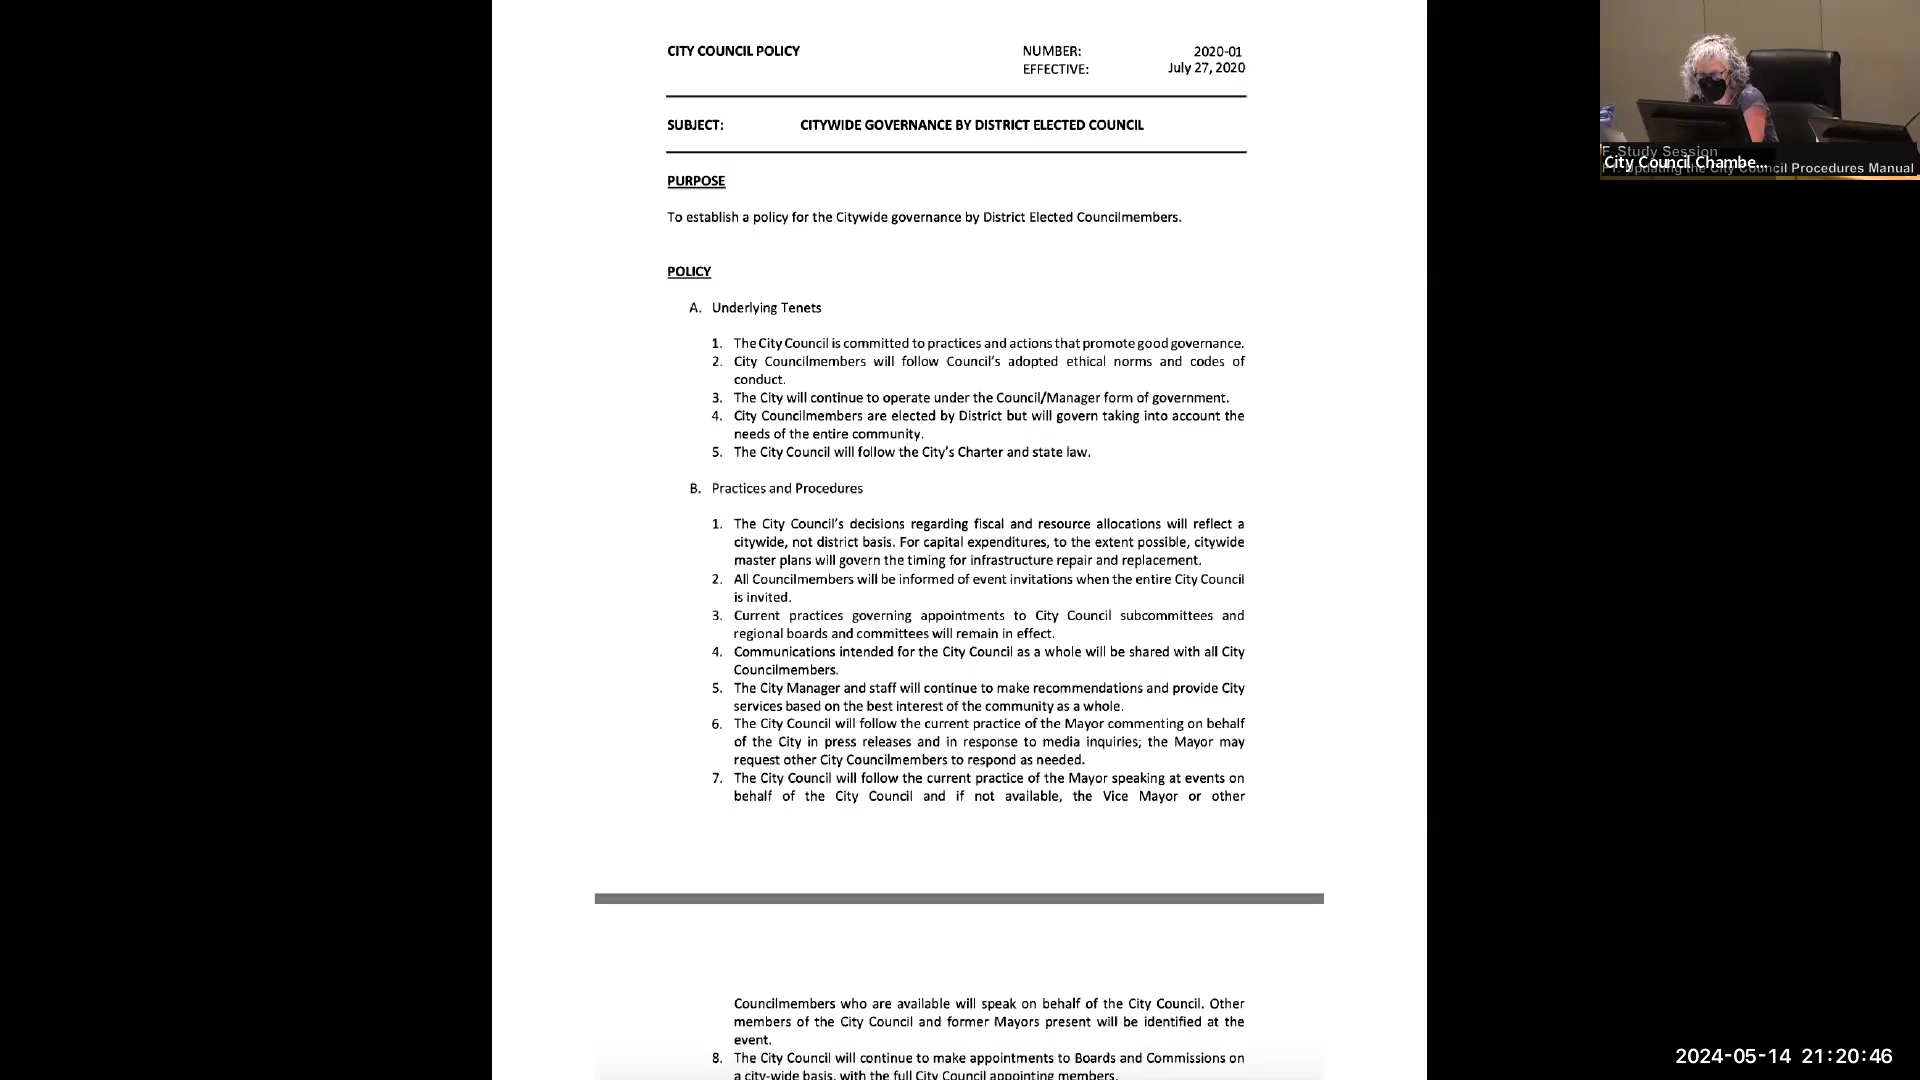 CITY COUNCIL POLICY
NUMBER: 2020-01
EFFECTIVE: July 27, 2020
SUBJECT: CITYWIDE GOVERNANCE BY DISTRICT ELECTED COUNCIL
PURPOSE
To establish a policy for the Citywide governance by District Elected Councilmembers.
POLICY
A. Underlying Tenets
1. The City Council is committed to practices and actions that promote good governance.
2. City Councilmembers will follow Council's adopted ethical norms and codes of
conduct.
3. The City will continue to operate under the Council/Manager form of government.
4. City Councilmembers are elected by District but will govern taking into account the
needs of the entire community.
5. The City Council will follow the City's Charter and state law.
B. Practices and Procedures
1. The City Council's decisions regarding fiscal and resource allocations will reflect a
citywide, not district basis. For capital expenditures, to the extent possible, citywide
master plans will govern the timing for infrastructure repair and replacement.
2. All Councilmembers will be informed of event invitations when the entire City Council
is invited.
3. Current practices governing appointments to City Council subcommittees and
regional boards and committees will remain in effect.
4. Communications intended for the City Council as a whole will be shared with all City
Councilmembers.
5. The City Manager and staff will continue to make recommendations and provide City
services based on the best interest of the community as a whole.
6. The City Council will follow the current practice of the Mayor commenting on behalf
of the City in press releases and in response to media inquiries; the Mayor may
request other City Councilmembers to respond as needed.
7. The City Council will follow the current practice of the Mayor speaking at events on
behalf of the City Council and if not available, the Vice Mayor or other
Councilmembers who are available will speak on behalf of the City Council. Other
members of the City Council and former Mayors present will be identified at the
event.
8. The City Council will continue to make appointments to Boards and Commissions on
a city-wide basis, with the full City Council appointing members.
F. Study Session
City Council Chambe...
Updating the City Council Procedures Manual
2024-05-14 21:20:46